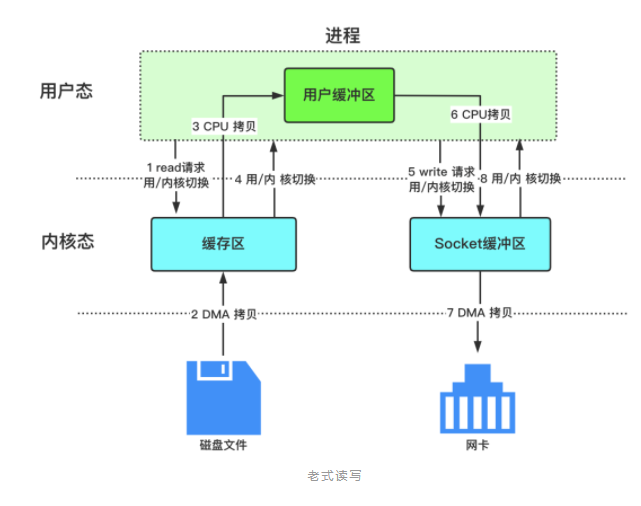 进程
用户态
用户缓冲区
3 CPU 拷贝
6 CPU拷贝
1 read请求
用/内核切换
4 用/内 核切换
5 write 请求
用/内核切换
8 用/内 核切换
内核态
缓存区
Socket缓冲区
2 DMA 拷贝
7 DMA 拷贝
磁盘文件
网卡
老式读写